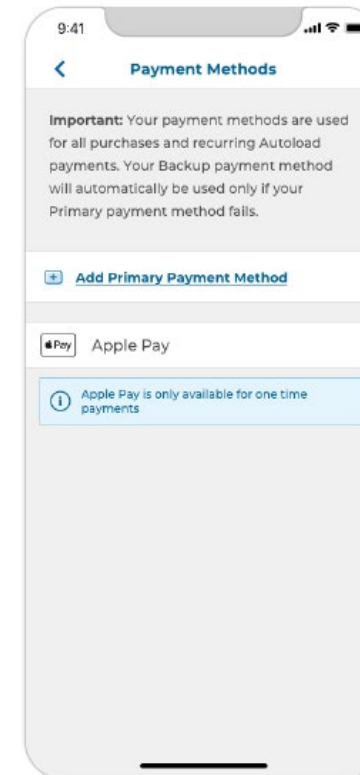 9:41
Payment Methods
Important: Your payment methods are used
for all purchases and recurring Autoload
payments. Your Backup payment method
will automatically be used only if your
Primary payment method fails.
Add Primary Payment Method
Pay Apple Pay
Apple Pay is only available for one time
payments